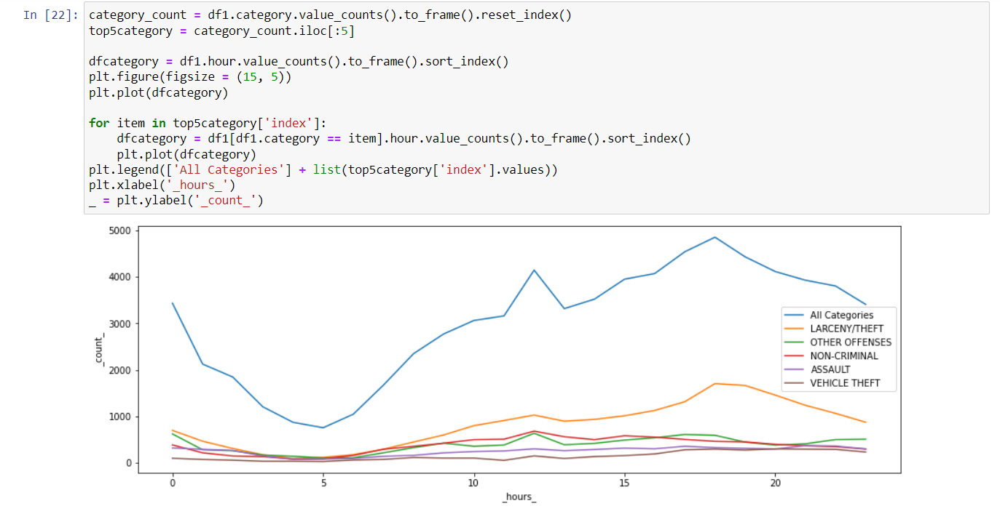 In [22]: category_count = df1.category.value_counts().to_frame().reset_index()
top5category = category_count.iloc[:5]
dfcategory = df1.hour.value_counts().to_frame().sort_index()
plt.figure(figsize = (15, 5))
plt.plot(dfcategory)
for item in top5category['index']:
    dfcategory = df1[df1.category == item].hour.value_counts().to_frame().sort_index()
    plt.plot(dfcategory)
plt.legend(['All Categories'] + list(top5category['index'].values))
plt.xlabel('_hours_')
_ = plt.ylabel('_count_')
5000
4000
3000
2000
1000
0
_count_
All Categories
LARCENY/THEFT
OTHER OFFENSES
NON-CRIMINAL
ASSAULT
VEHICLE THEFT
0 5 10 15 20
_hours_